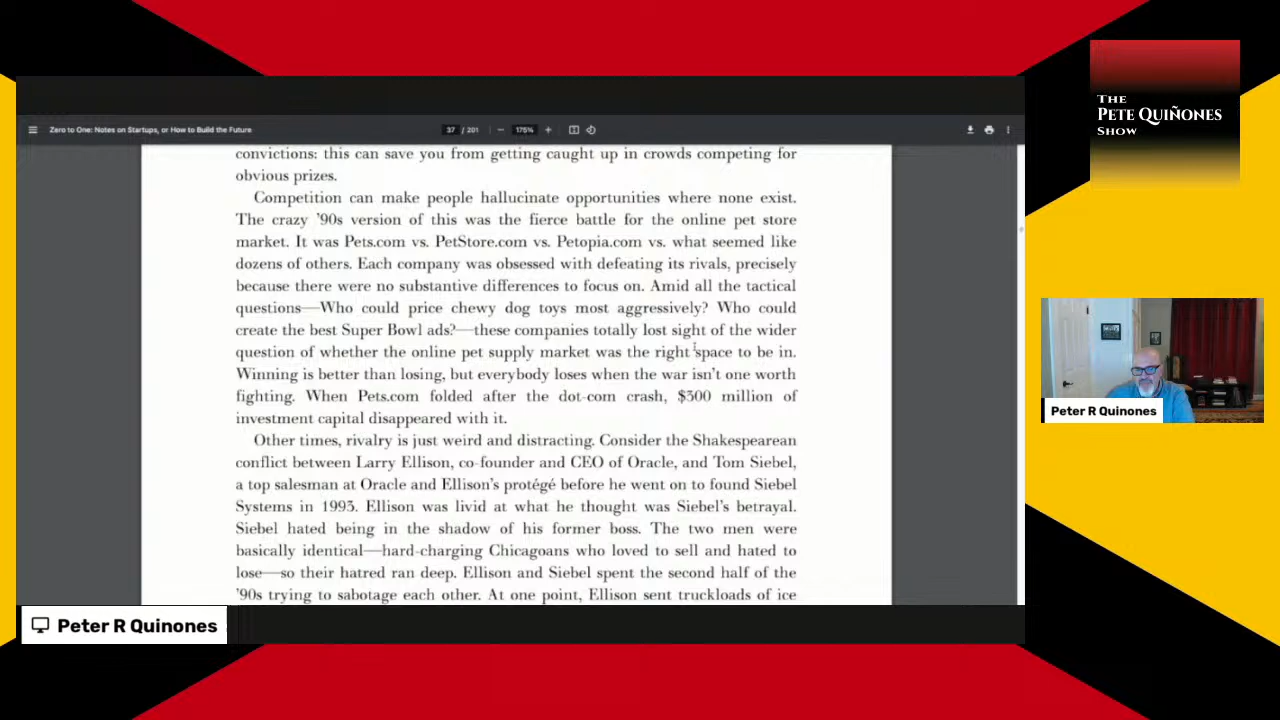 THE
PETE QUIÑONES
SHOW
Zero to One: Notes on Startups, or How to Build the Future
37 / 201
175%
convictions: this can save you from getting caught up in crowds competing for
obvious prizes.
Competition can make people hallucinate opportunities where none exist.
The crazy ’90s version of this was the fierce battle for the online pet store
market. It was Pets.com vs. PetStore.com vs. Petopia.com vs. what seemed like
dozens of others. Each company was obsessed with defeating its rivals, precisely
because there were no substantive differences to focus on. Amid all the tactical
questions—Who could price chewy dog toys most aggressively? Who could
create the best Super Bowl ads?—these companies totally lost sight of the wider
question of whether the online pet supply market was the right space to be in.
Winning is better than losing, but everybody loses when the war isn’t one worth
fighting. When Pets.com folded after the dot-com crash, $300 million of
investment capital disappeared with it.
Other times, rivalry is just weird and distracting. Consider the Shakespearean
conflict between Larry Ellison, co-founder and CEO of Oracle, and Tom Siebel,
a top salesman at Oracle and Ellison’s protégé before he went on to found Siebel
Systems in 1993. Ellison was livid at what he thought was Siebel’s betrayal.
Siebel hated being in the shadow of his former boss. The two men were
basically identical—hard-charging Chicagoans who loved to sell and hated to
lose—so their hatred ran deep. Ellison and Siebel spent the second half of the
’90s trying to sabotage each other. At one point, Ellison sent truckloads of ice
Peter R Quinones
Peter R Quinones